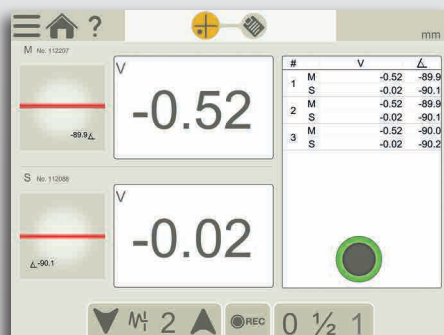 ?
mm
M No. 112207
V
-0.52
-89.9
S No. 112088
V
-0.02
-90.1
# V
1 M -0.52 -89.9
S -0.02 -90.1
2 M -0.52 -89.9
S -0.02 -90.1
3 M -0.52 -90.0
S -0.02 -90.2
2 REC 0 ½ 1